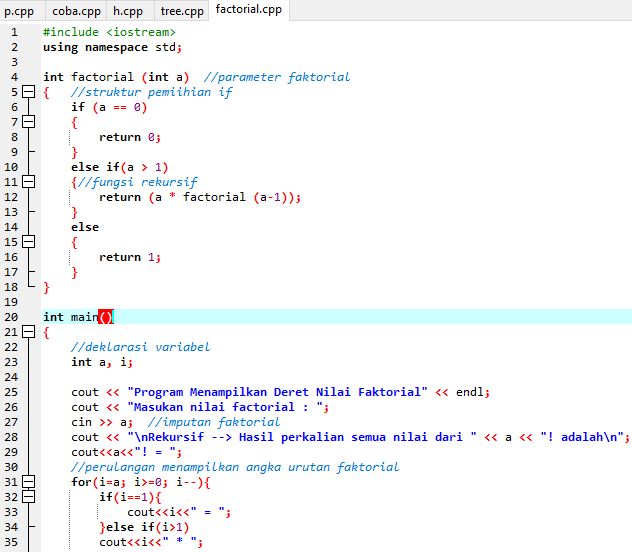 p.cpp coba.cpp h.cpp tree.cpp factorial.cpp
1 #include <iostream>
2 using namespace std;
3
4 int factorial (int a)  //parameter faktorial
5 {   //struktur pemiihian if
6     if (a == 0)
7     {
8         return 0;
9     }
10     else if(a > 1)
11     {//fungsi rekursif
12         return (a * factorial (a-1));
13     }
14     else
15     {
16         return 1;
17     }
18 }
19
20 int main()
21 {
22     //deklarasi variabel
23     int a, i;
24
25     cout << "Program Menampilkan Deret Nilai Faktorial" << endl;
26     cout << "Masukan nilai factorial : ";
27     cin >> a;  //imputan faktorial
28     cout << "\nRekursif --> Hasil perkalian semua nilai dari " << a << "! adalah\n";
29     cout<<a<<"! = ";
30     //perulangan menampilkan angka urutan faktorial
31     for(i=a; i>=0; i--){
32         if(i==1){
33             cout<<i<<" = ";
34         }else if(i>1)
35         cout<<i<<" * ";